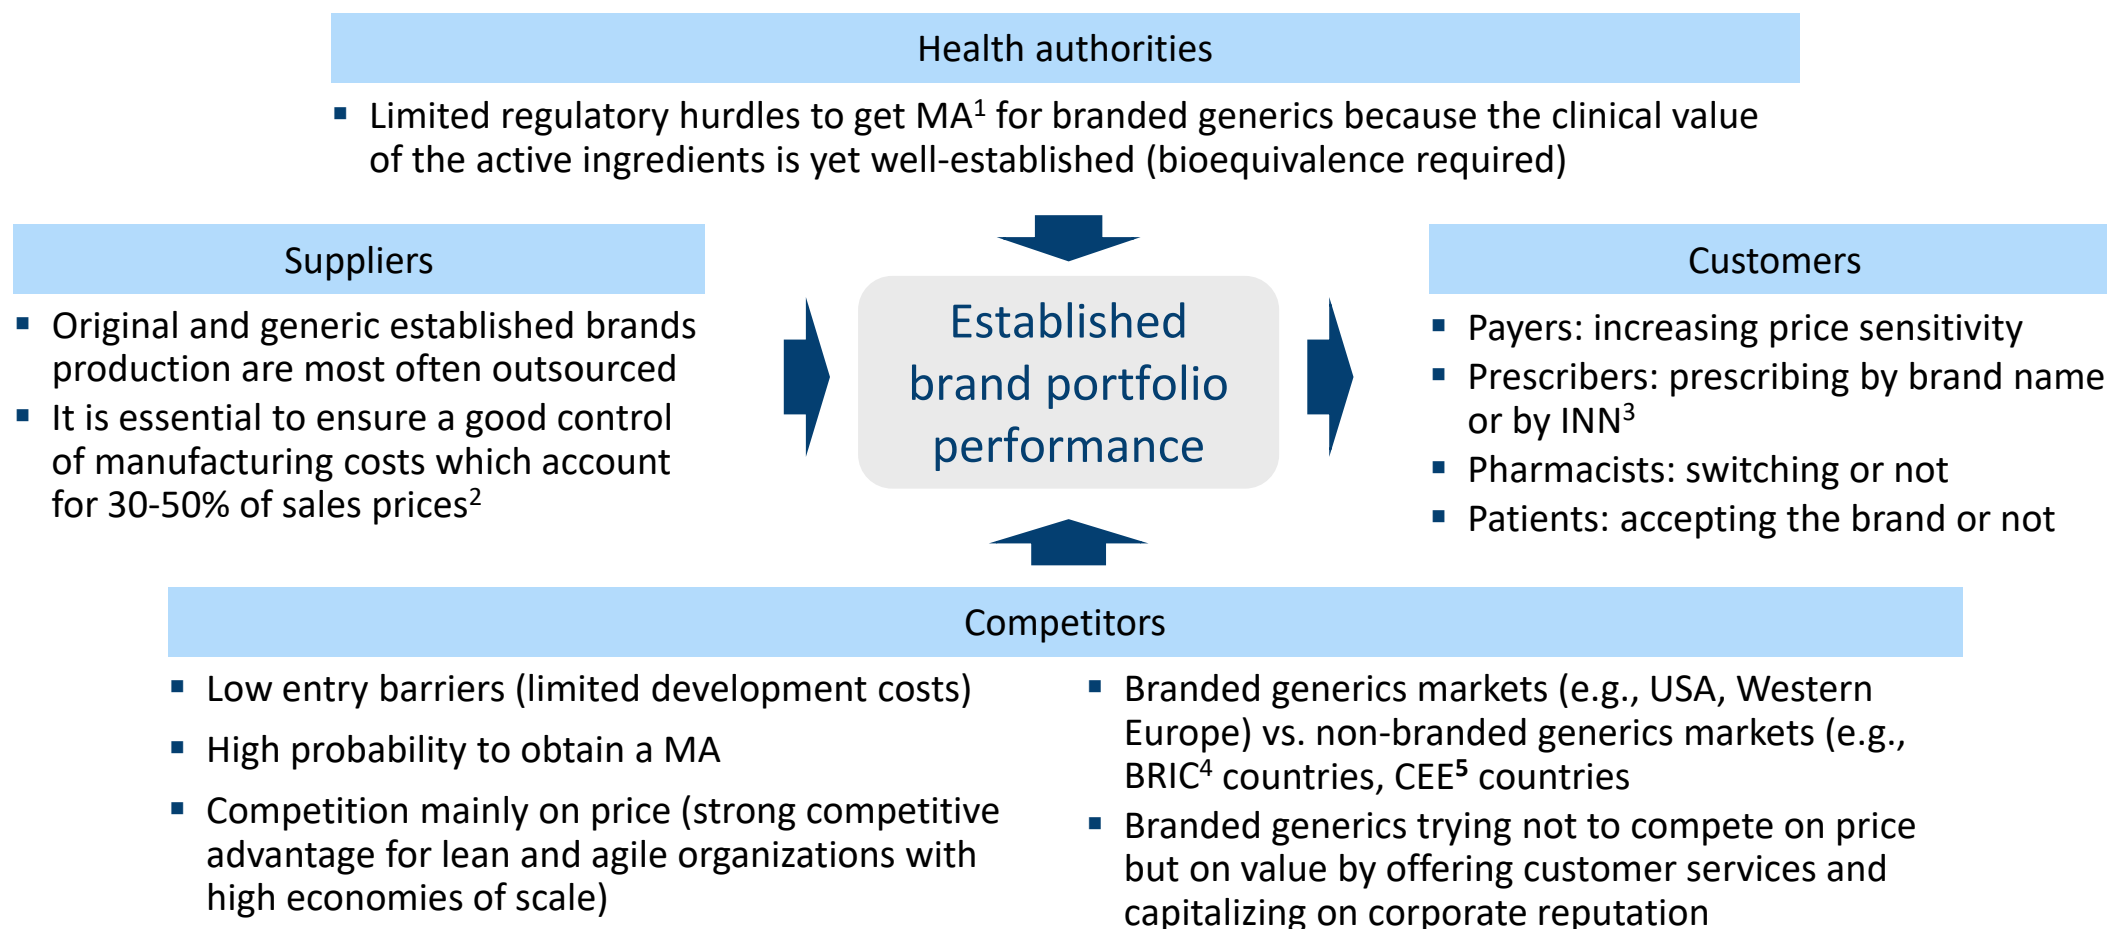 Health authorities
▪ Limited regulatory hurdles to get MA¹ for branded generics because the clinical value
of the active ingredients is yet well-established (bioequivalence required)
Suppliers
▪ Original and generic established brands
production are most often outsourced
▪ It is essential to ensure a good control
of manufacturing costs which account
for 30-50% of sales prices²
Established
brand portfolio
performance
Customers
▪ Payers: increasing price sensitivity
▪ Prescribers: prescribing by brand name
or by INN³
▪ Pharmacists: switching or not
▪ Patients: accepting the brand or not
Competitors
▪ Low entry barriers (limited development costs)
▪ High probability to obtain a MA
▪ Competition mainly on price (strong competitive
advantage for lean and agile organizations with
high economies of scale)
▪ Branded generics markets (e.g., USA, Western
Europe) vs. non-branded generics markets (e.g.,
BRIC⁴ countries, CEE⁵ countries
▪ Branded generics trying not to compete on price
but on value by offering customer services and
capitalizing on corporate reputation